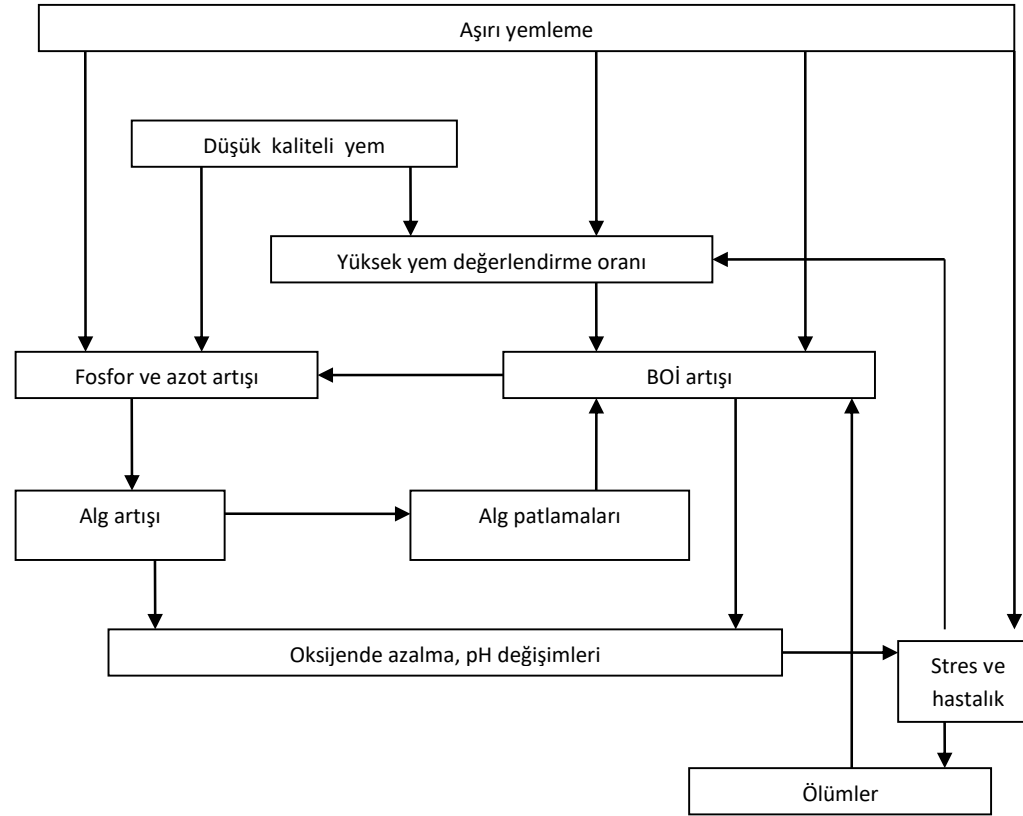 Aşırı yemleme
Düşük kaliteli yem
Yüksek yem değerlendirme oranı
Fosfor ve azot artışı
BOİ artışı
Alg artışı
Alg patlamaları
Oksijende azalma, pH değişimleri
Stres ve
hastalık
Ölümler